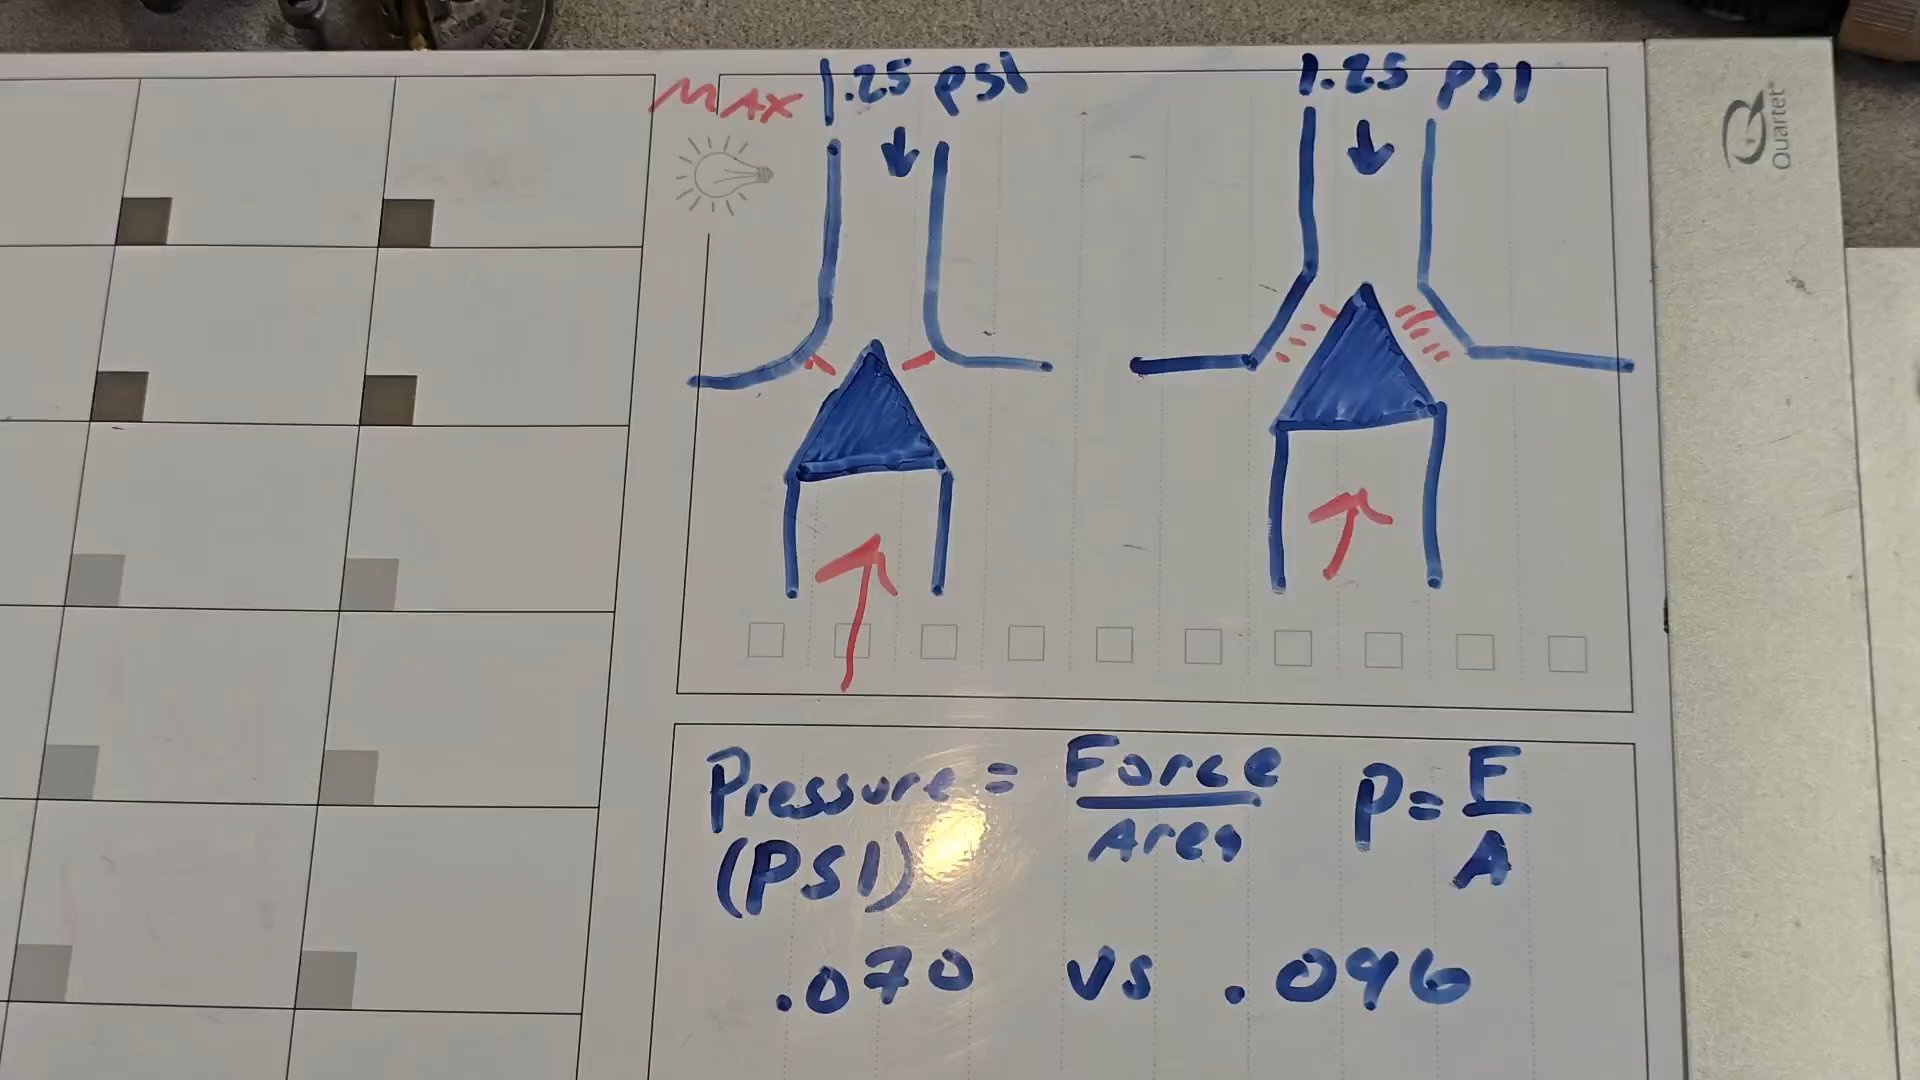 MAX 1.25 psi
1.25 psi
Quartet
Pressure = Force / Area
(PSI)
P = F / A
.070 vs .096